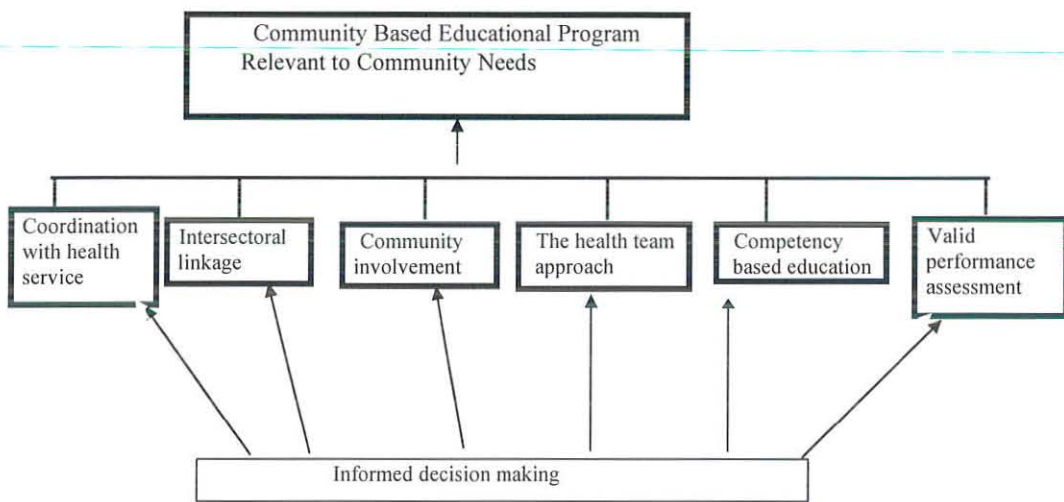 Community Based Educational Program
Relevant to Community Needs
Coordination
with health
service
Intersectoral
linkage
Community
involvement
The health team
approach
Competency
based education
Valid
performance
assessment
Informed decision making